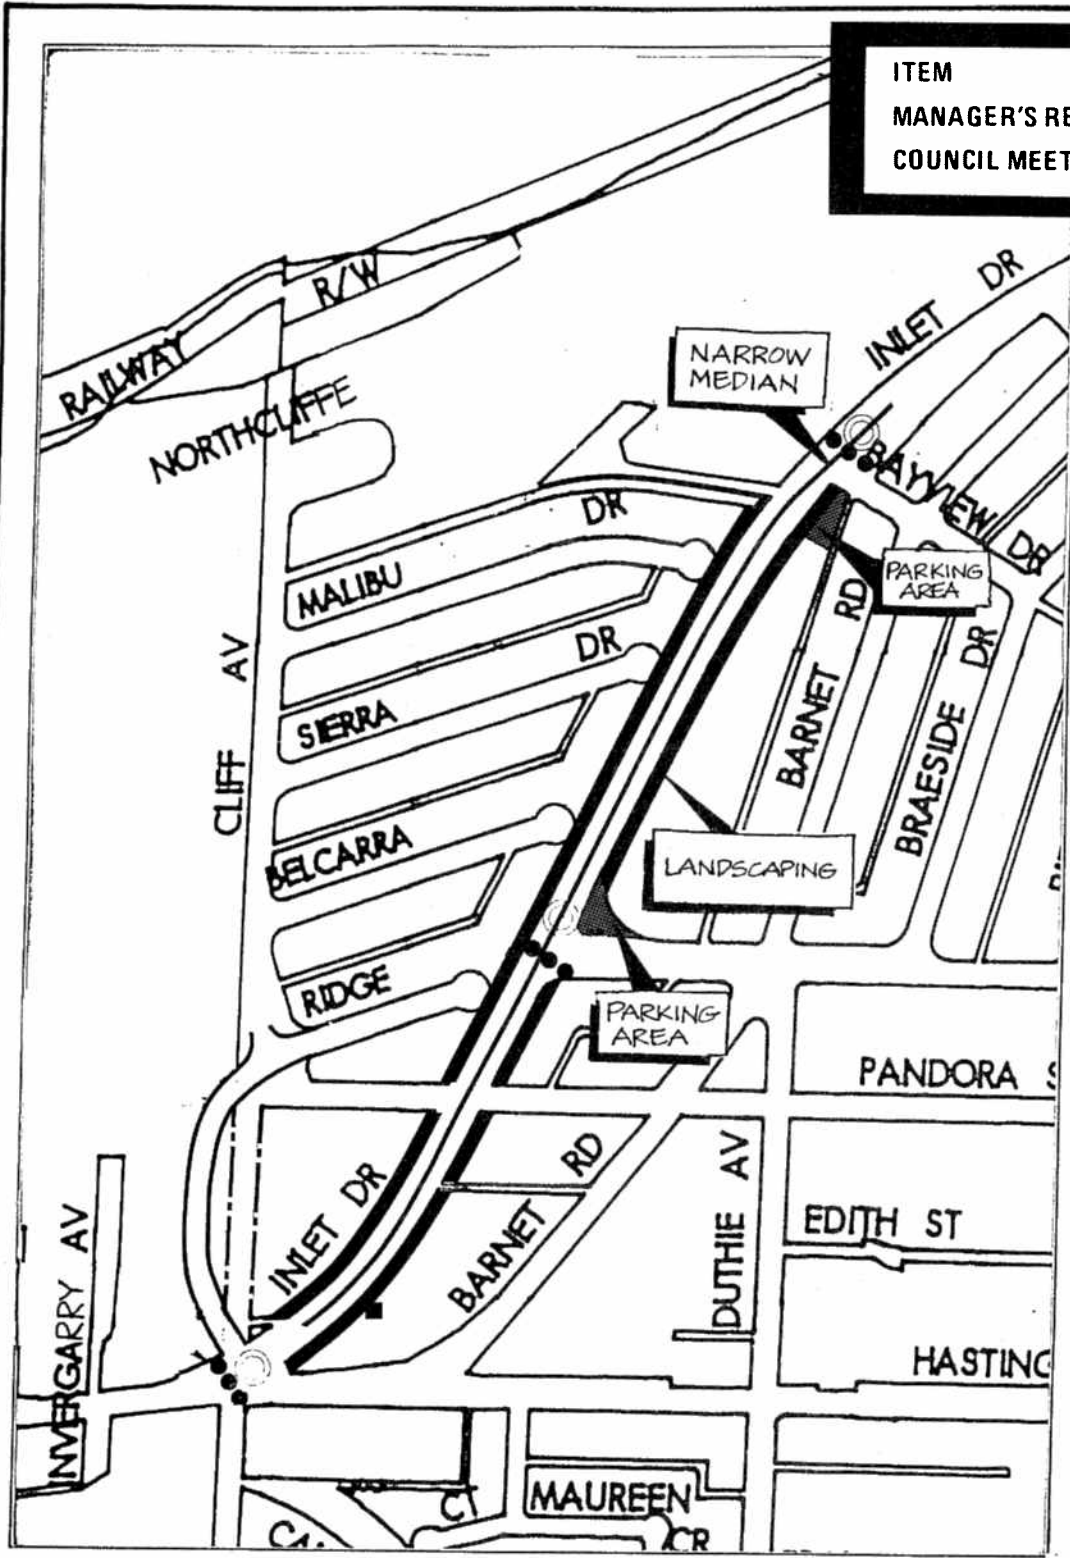 ITEM
MANAGER'S RE
COUNCIL MEET
INLET DR
R/W
RAILWAY
NARROW
MEDIAN
NORTHCLIFFE
BAYVIEW DR
DR
MALIBU
PARKING
AREA
RD
BARNET
DR
BRAESIDE
DR
SIERRA
AV
CLIFF
BELCARRA
LANDSCAPING
RIDGE
PARKING
AREA
PANDORA S
INLET DR
RD
BARNET
DUTHIE AV
EDITH ST
INVERGARRY AV
HASTING
CT
MAUREEN
CR